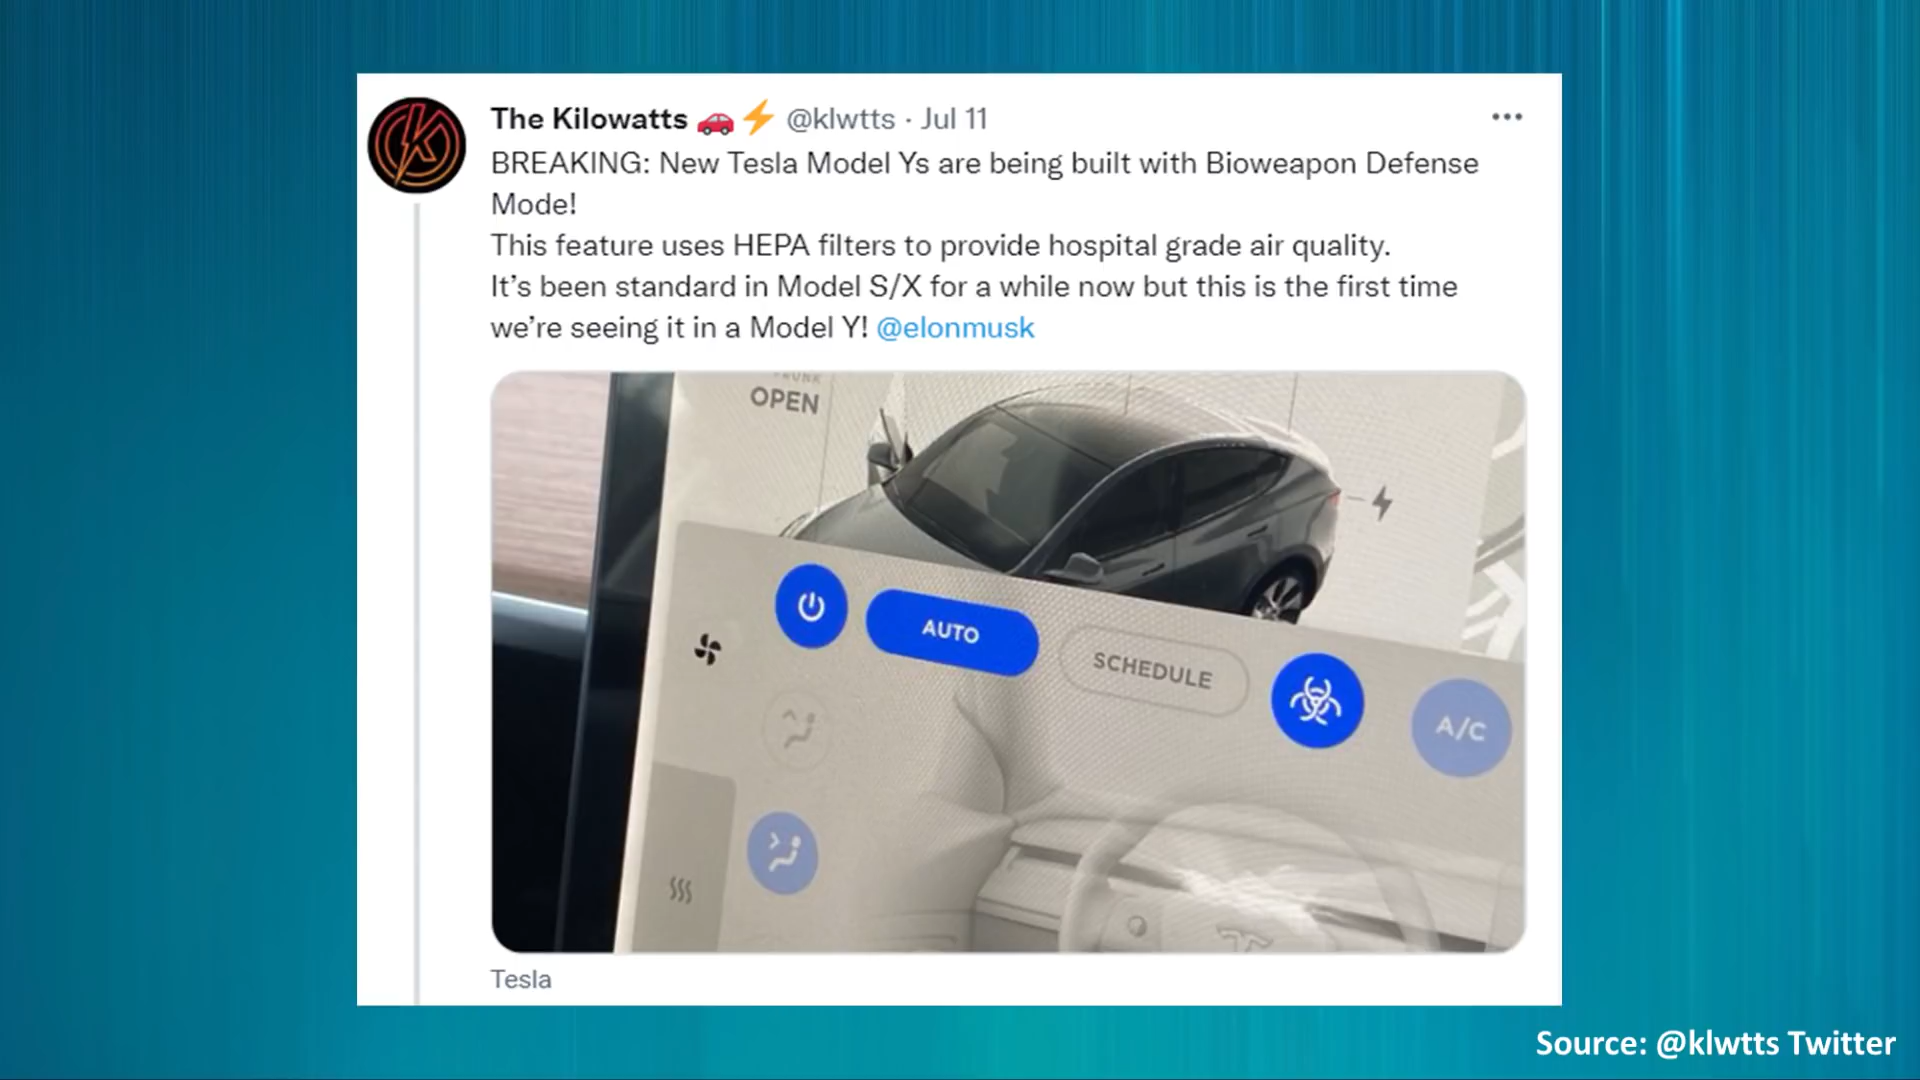 The Kilowatts 🚗⚡ @klwtts · Jul 11
BREAKING: New Tesla Model Ys are being built with Bioweapon Defense
Mode!
This feature uses HEPA filters to provide hospital grade air quality.
It’s been standard in Model S/X for a while now but this is the first time
we’re seeing it in a Model Y! @elonmusk
OPEN
AUTO
SCHEDULE
A/C
Tesla
Source: @klwtts Twitter